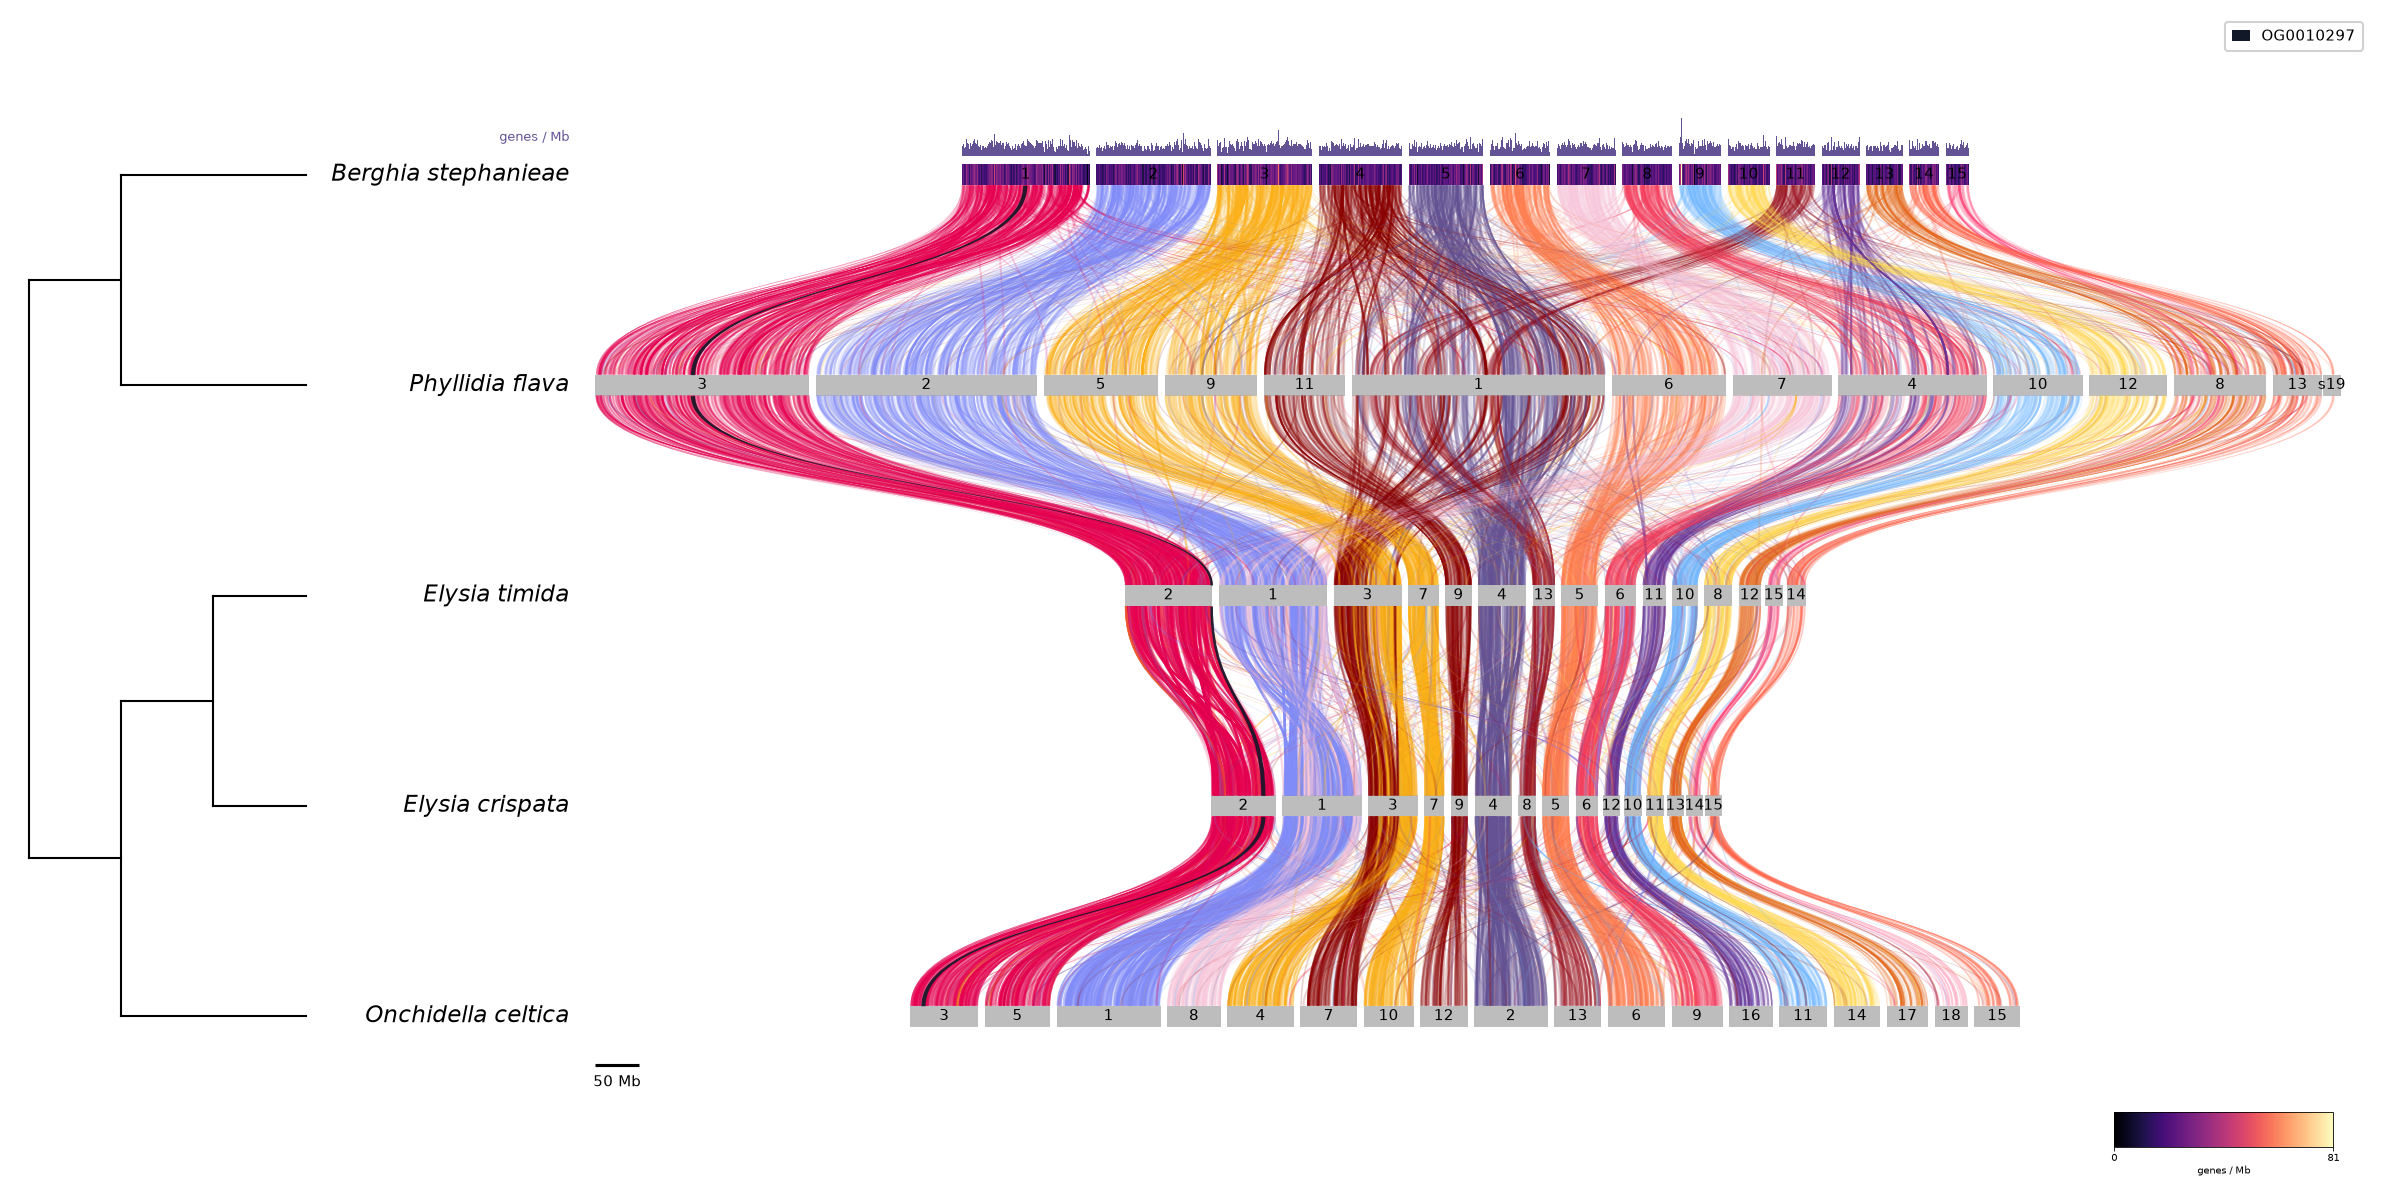 OG0010297
genes / Mb
Berghia stephanieae
1 2 3 4 5 6 7 8 9 10 11 12 13 14 15
Phyllidia flava
3 2 5 9 11 1 6 7 4 10 12 8 13 s19
Elysia timida
2 1 3 7 9 4 13 5 6 11 10 8 12 15 14
Elysia crispata
2 1 3 7 9 4 8 5 6 12 10 11 13 14 15
Onchidella celtica
3 5 1 8 4 7 10 12 2 13 6 9 16 11 14 17 18 15
50 Mb
0 81
genes / Mb